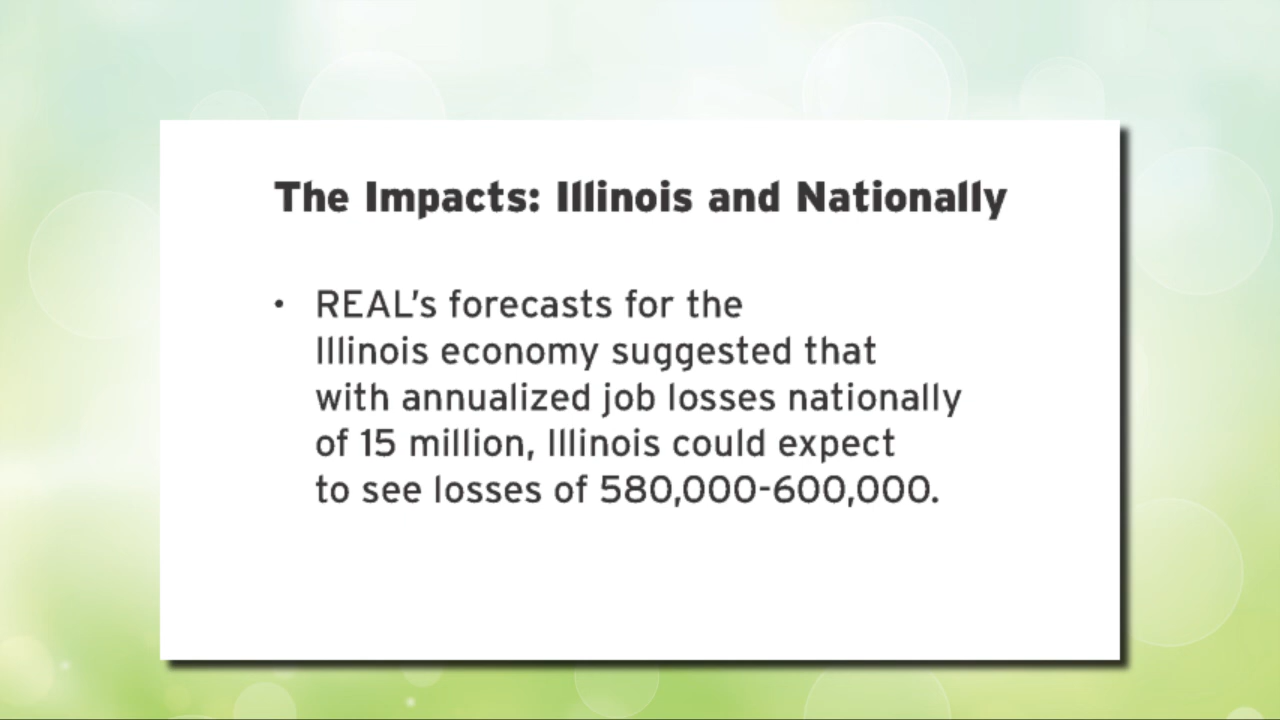 The Impacts: Illinois and Nationally
• REAL's forecasts for the
Illinois economy suggested that
with annualized job losses nationally
of 15 million, Illinois could expect
to see losses of 580,000-600,000.